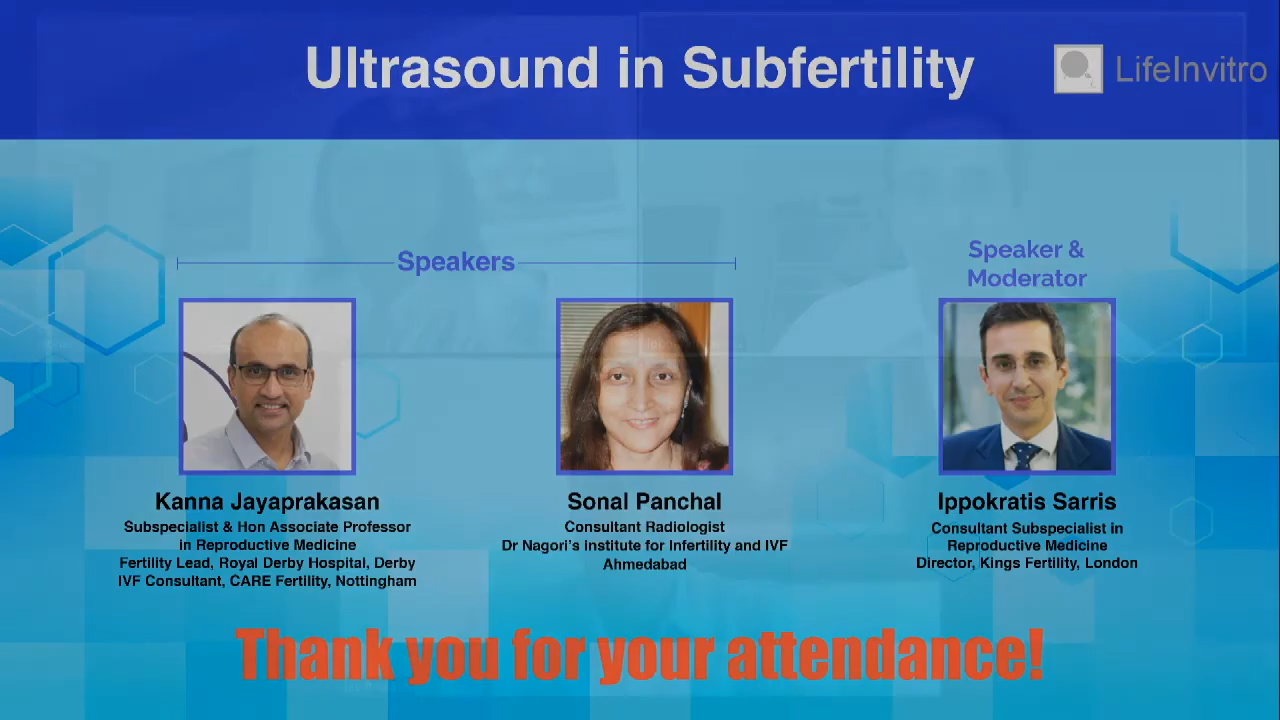 Ultrasound in Subfertility
LifeInvitro
Speakers
Speaker &
Moderator
Kanna Jayaprakasan
Subspecialist & Hon Associate Professor
in Reproductive Medicine
Fertility Lead, Royal Derby Hospital, Derby
IVF Consultant, CARE Fertility, Nottingham
Sonal Panchal
Consultant Radiologist
Dr Nagori's institute for Infertility and IVF
Ahmedabad
Ippokratis Sarris
Consultant Subspecialist in
Reproductive Medicine
Director, Kings Fertility, London
Thank you for your attendance!